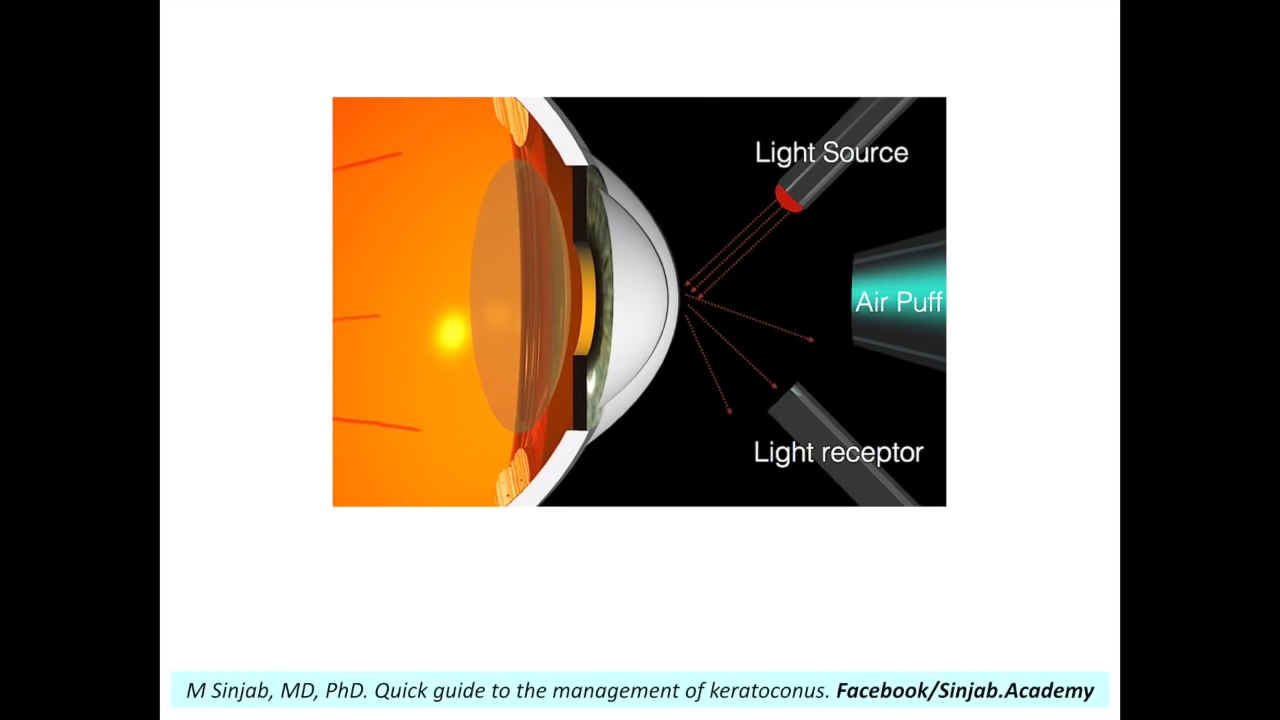 Light Source
Air Puff
Light receptor
M Sinjab, MD, PhD. Quick guide to the management of keratoconus. Facebook/Sinjab.Academy